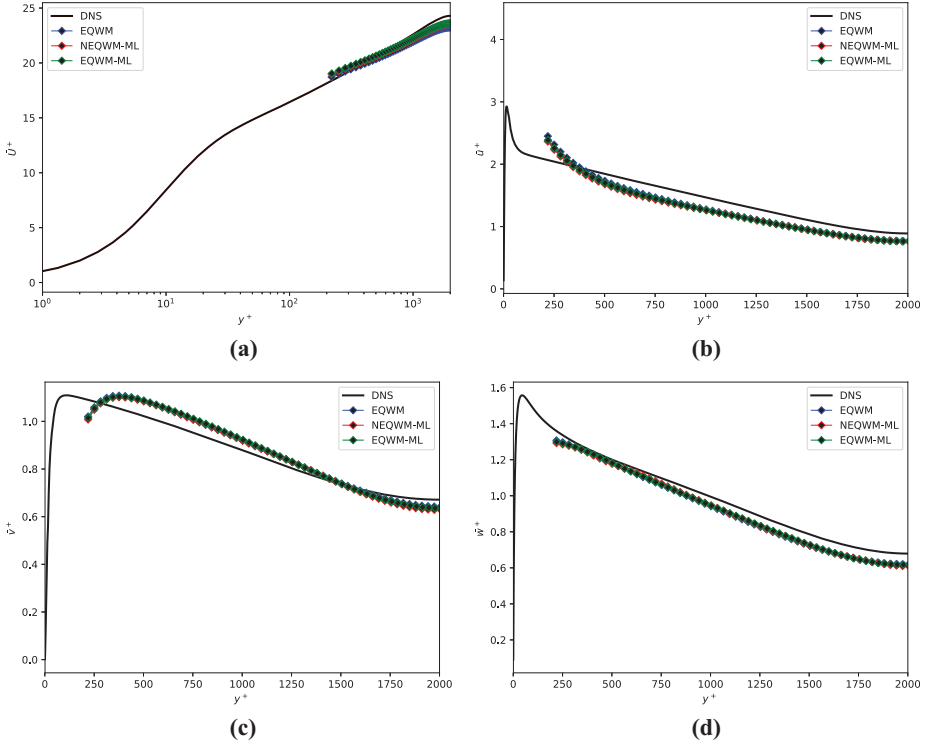 25
20
15
10
5
0
Ū⁺
10⁰
10¹
10²
10³
y⁺
DNS
EQWM
NEQWM-ML
EQWM-ML
(a)
4
3
2
1
0
ū⁺
0
250
500
750
1000
1250
1500
1750
2000
y⁺
DNS
EQWM
NEQWM-ML
EQWM-ML
(b)
1.0
0.8
0.6
0.4
0.2
0.0
v̄⁺
0
250
500
750
1000
1250
1500
1750
2000
y⁺
DNS
EQWM
NEQWM-ML
EQWM-ML
(c)
1.6
1.4
1.2
1.0
0.8
0.6
0.4
0.2
w̄⁺
0
250
500
750
1000
1250
1500
1750
2000
y⁺
DNS
EQWM
NEQWM-ML
EQWM-ML
(d)